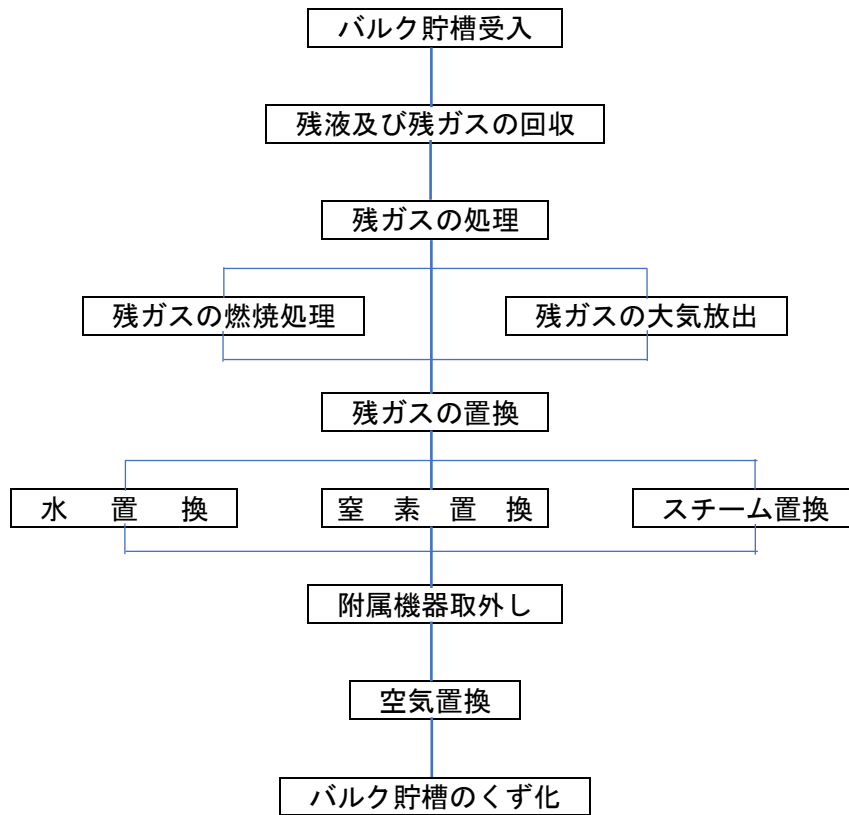 バルク貯槽受入
残液及び残ガスの回収
残ガスの処理
残ガスの燃焼処理
残ガスの大気放出
残ガスの置換
水置換
窒素置換
スチーム置換
附属機器取外し
空気置換
バルク貯槽のくず化